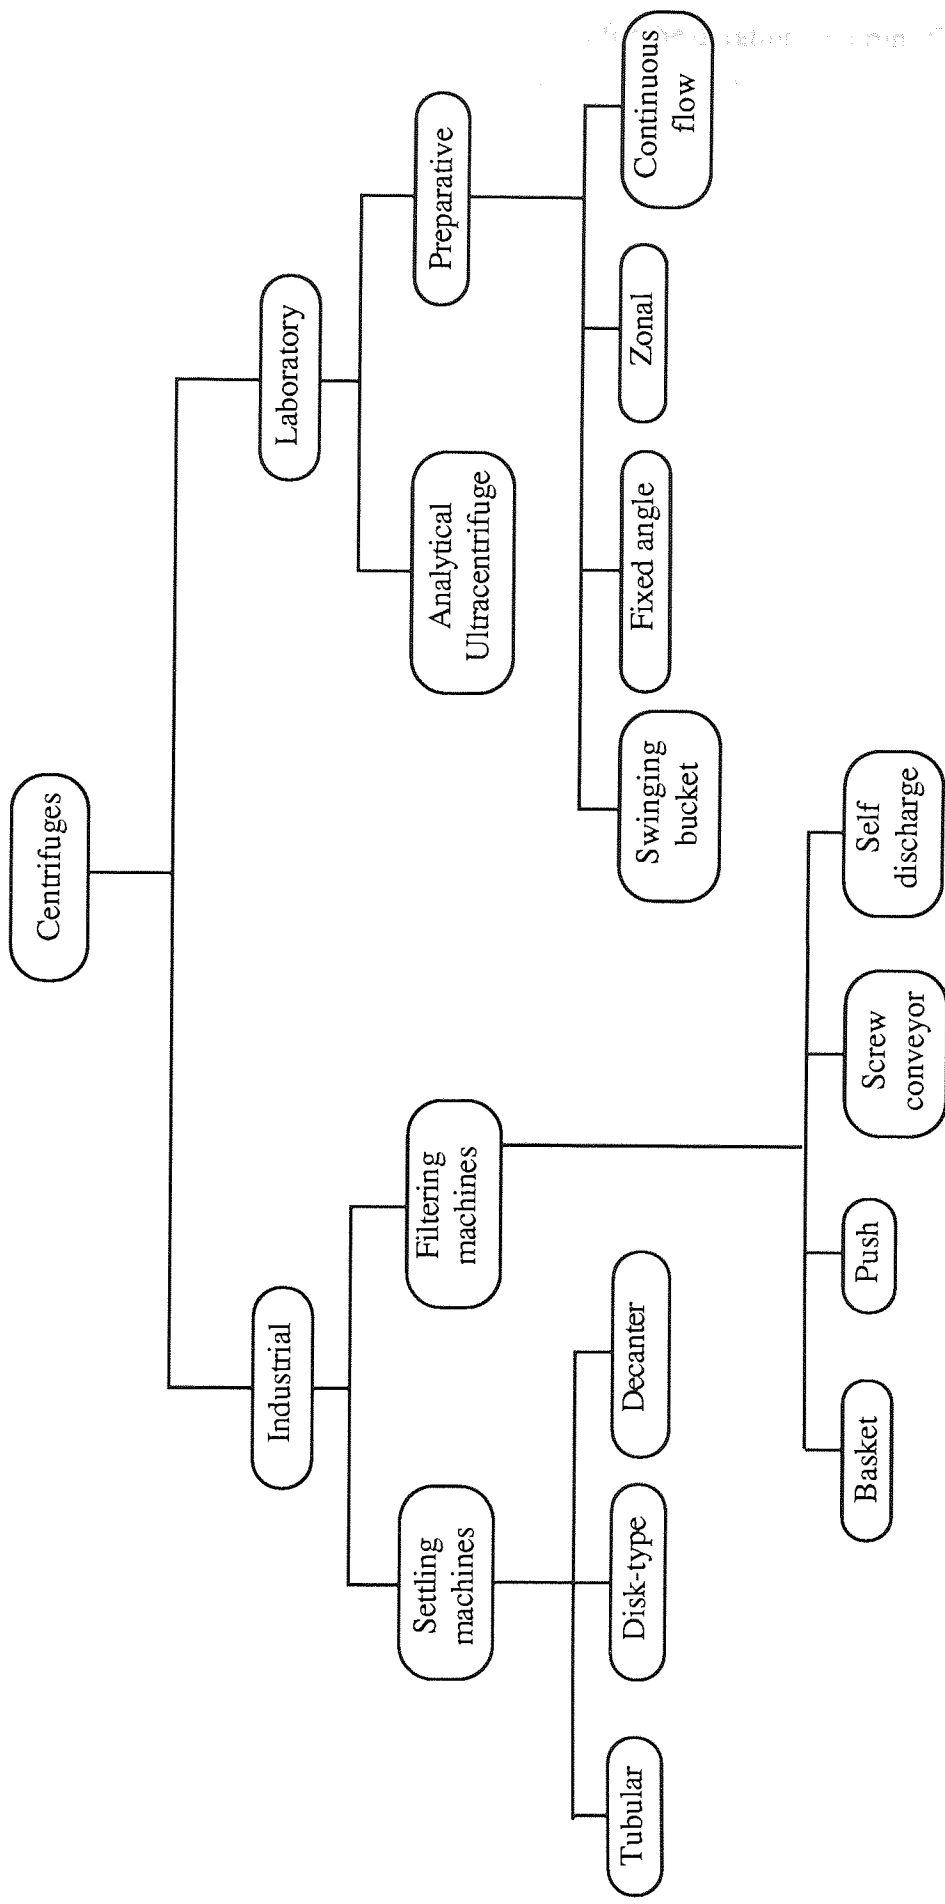 Centrifuges
Industrial
Laboratory
Settling
machines
Filtering
machines
Analytical
Ultracentrifuge
Preparative
Tubular
Disk-type
Decanter
Swinging
bucket
Fixed angle
Zonal
Continuous
flow
Basket
Push
Screw
conveyor
Self
discharge